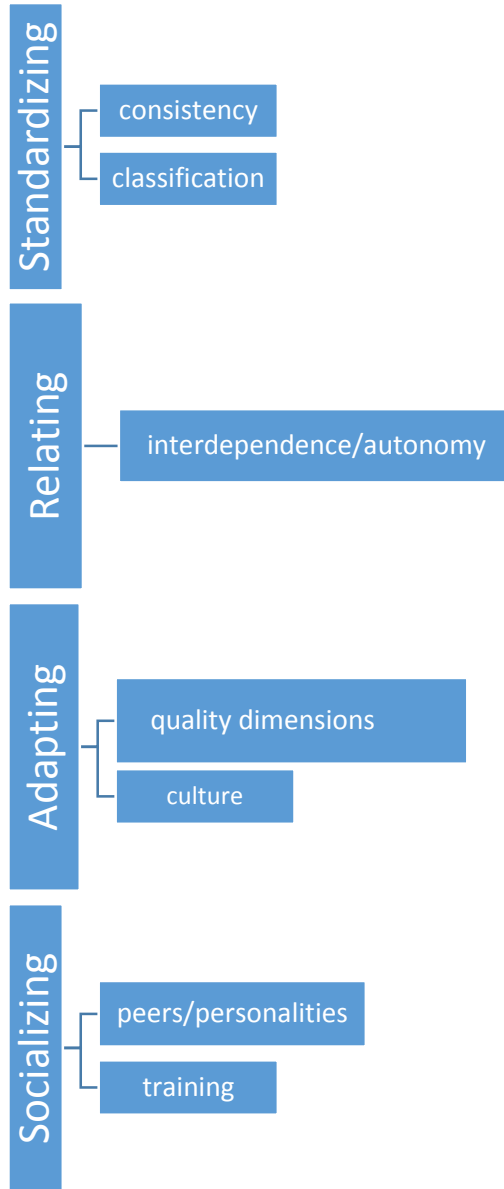 Standardizing
consistency
classification
Relating
interdependence/autonomy
Adapting
quality dimensions
culture
Socializing
peers/personalities
training